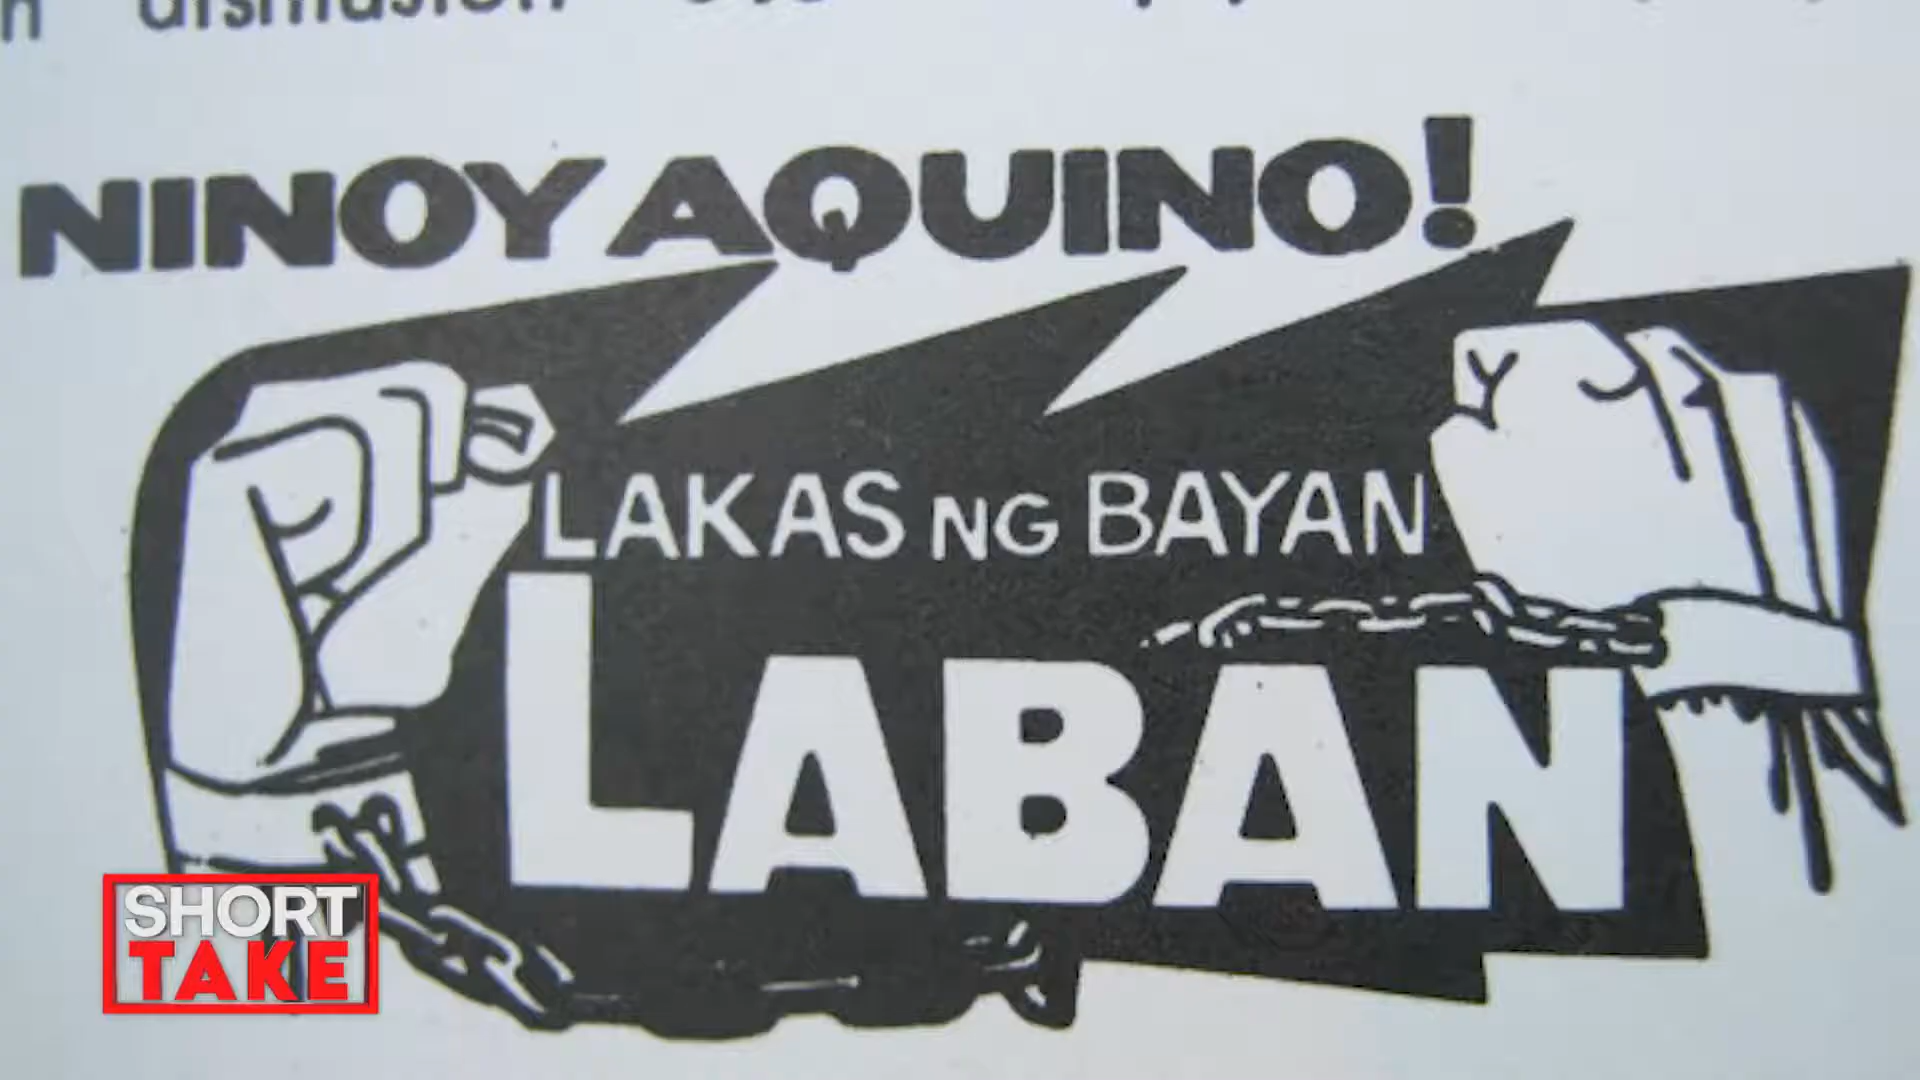 NINOY AQUINO!
LAKAS NG BAYAN
LABAN
SHORT
TAKE